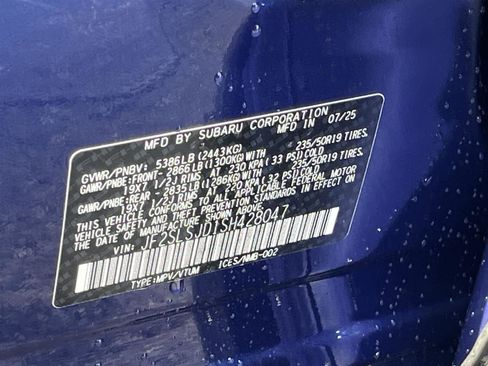 MFD BY SUBARU CORPORATION MADE IN 07/25
GVWR/PNBV: 5386LB(2443KG)
GAWR/PNBE:FRONT- 2866LB(1300KG)WITH 235/50R19 TIRES,
19X7 1/2J RIMS AT 230 KPA(33 PSI)COLD
GAWR/PNBE:REAR - 2835LB(1286KG)WITH 235/50R19 TIRES,
19X7 1/2J RIMS AT 220 KPA(32 PSI)COLD
THIS VEHICLE CONFORMS TO ALL APPLICABLE FEDERAL MOTOR
VEHICLE SAFETY STANDARDS IN EFFECT ON THE DATE OF
MANUFACTURE SHOWN ABOVE.
VIN: JF2SLSJD1SH428047
TYPE:MPV/VTUM ICES/NMB-002